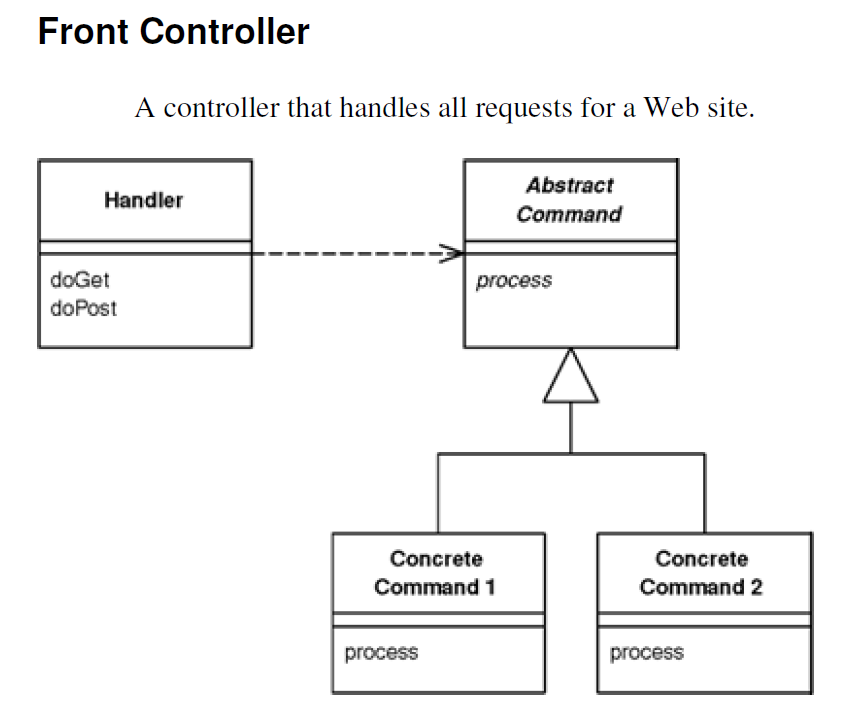 Front Controller
A controller that handles all requests for a Web site.
Handler
doGet
doPost
Abstract
Command
process
Concrete
Command 1
process
Concrete
Command 2
process